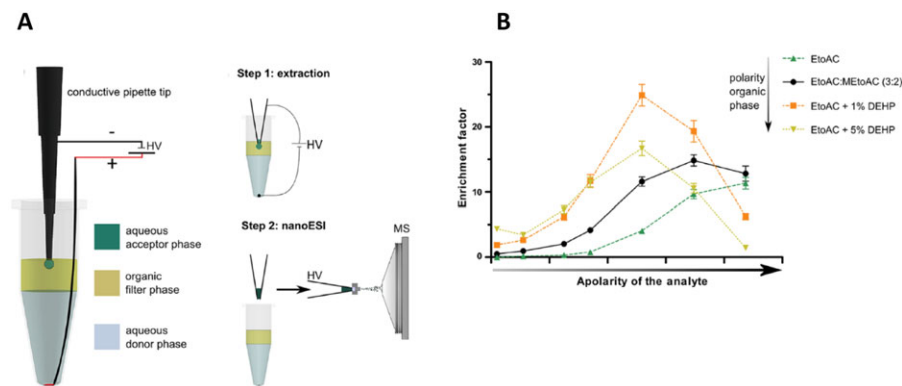 A
conductive pipette tip
-
HV
+
aqueous
acceptor phase
organic
filter phase
aqueous
donor phase
Step 1: extraction
HV
Step 2: nanoESI
HV
MS
B
Enrichment factor
30
20
10
0
Apolarity of the analyte
polarity
organic
phase
EtoAC
EtoAC:MEtoAC (3:2)
EtoAC + 1% DEHP
EtoAC + 5% DEHP